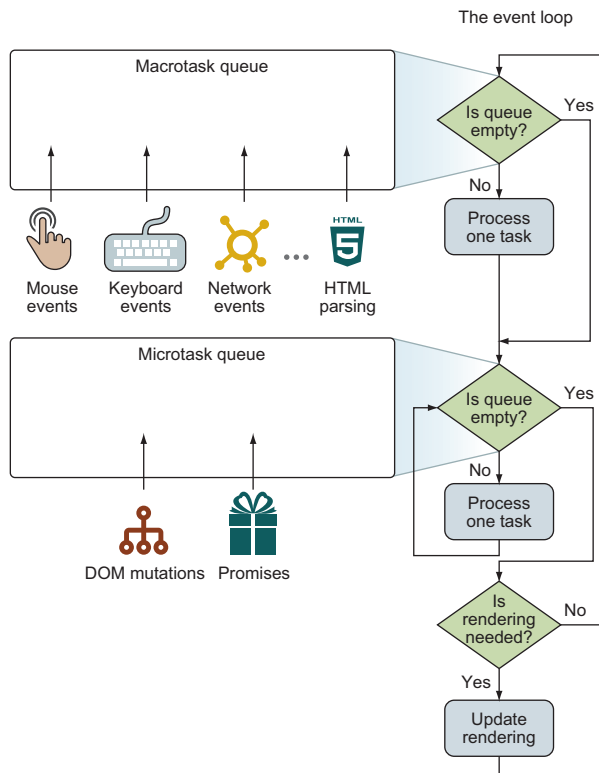 The event loop
Macrotask queue
Is queue
empty?
Yes
No
Process
one task
HTML
5
Mouse
events
Keyboard
events
Network
events
...
HTML
parsing
Microtask queue
Is queue
empty?
Yes
No
Process
one task
DOM mutations
Promises
Is
rendering
needed?
No
Yes
Update
rendering